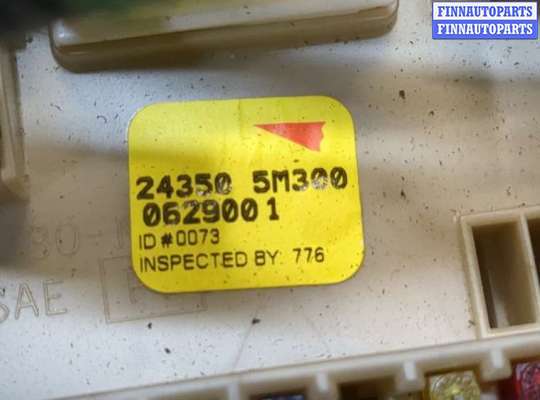 FINNAUTOPARTS
FINNAUTOPARTS
24350 5M300
0629001
ID#0073
INSPECTED BY: 776
SAE